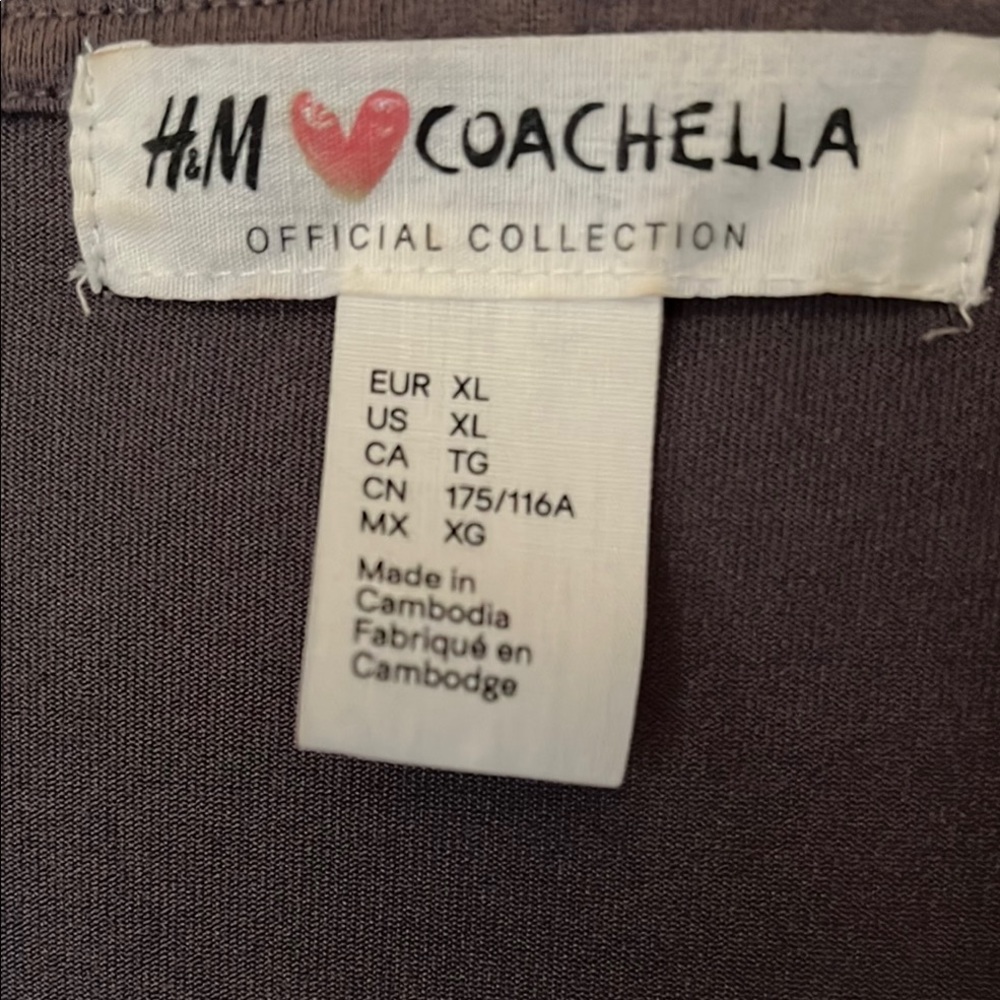 H&M COACHELLA
OFFICIAL COLLECTION
EUR XL
US XL
CA TG
CN 175/116A
MX XG
Made in
Cambodia
Fabriqué en
Cambodge